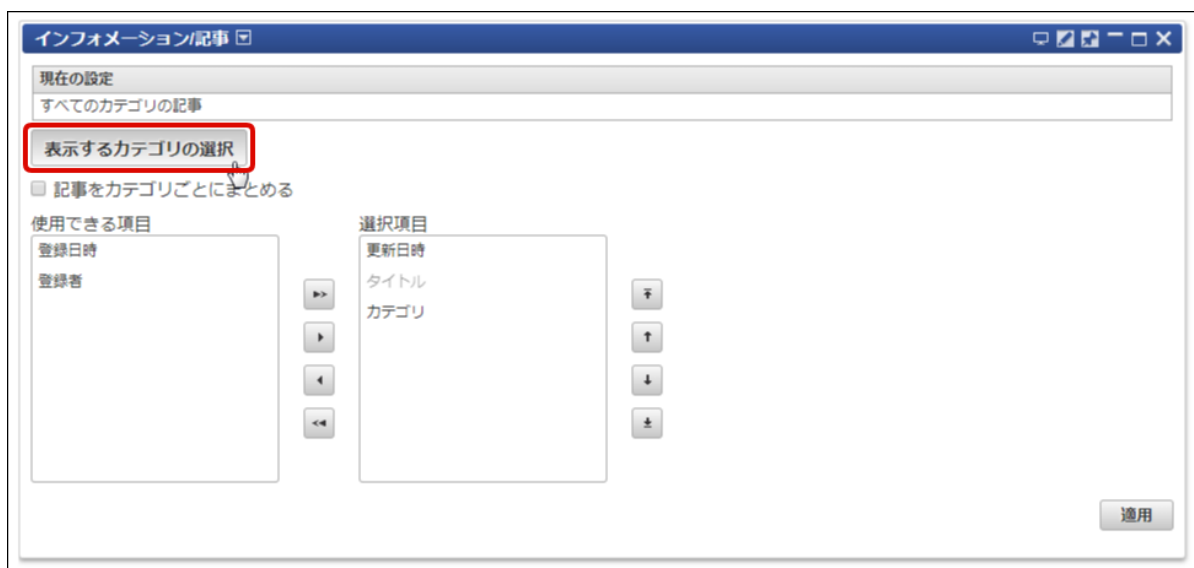 インフォメーション/記事
現在の設定
すべてのカテゴリの記事
表示するカテゴリの選択
記事をカテゴリごとにまとめる
使用できる項目
登録日時
登録者
選択項目
更新日時
タイトル
カテゴリ
適用